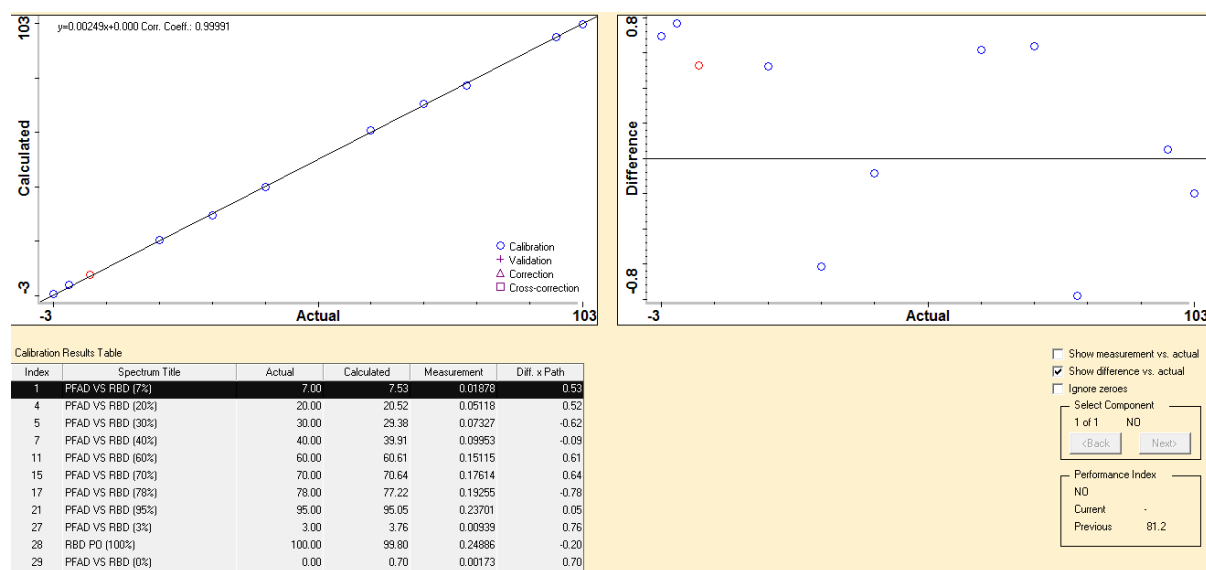 y=0.00249x+0.000 Corr. Coeff.: 0.99991
103
Calculated
-3
Calibration
Validation
Correction
Cross-correction
-3
Actual
103
0.8
Difference
-0.8
-3
Actual
103
Calibration Results Table
Index Spectrum Title Actual Calculated Measurement Diff. x Path
1 PFAD VS RBD (7%) 7.00 7.53 0.01878 0.53
4 PFAD VS RBD (20%) 20.00 20.52 0.05118 0.52
5 PFAD VS RBD (30%) 30.00 29.38 0.07327 -0.62
7 PFAD VS RBD (40%) 40.00 39.91 0.09953 -0.09
11 PFAD VS RBD (60%) 60.00 60.61 0.15115 0.61
15 PFAD VS RBD (70%) 70.00 70.64 0.17614 0.64
17 PFAD VS RBD (78%) 78.00 77.22 0.19255 -0.78
21 PFAD VS RBD (95%) 95.00 95.05 0.23701 0.05
27 PFAD VS RBD (3%) 3.00 3.76 0.00939 0.76
28 RBD PO (100%) 100.00 99.80 0.24886 -0.20
29 PFAD VS RBD (0%) 0.00 0.70 0.00173 0.70
Show measurement vs. actual
Show difference vs. actual
Ignore zeroes
Select Component
1 of 1 NO
<Back Next>
Performance Index
NO
Current -
Previous 81.2